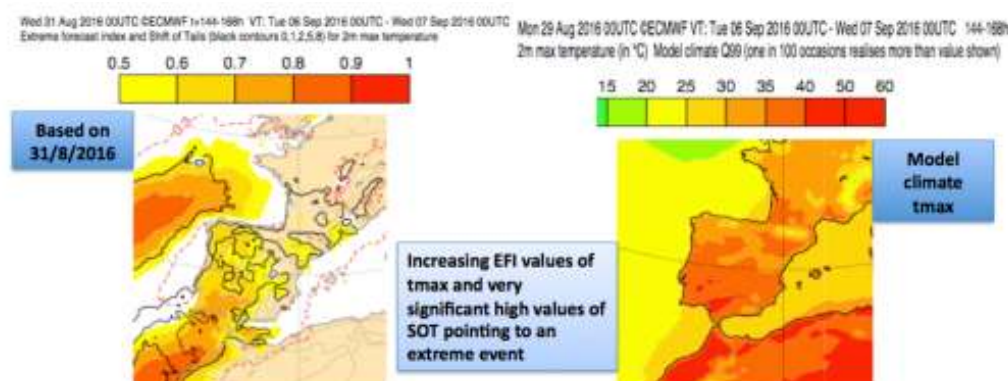 Wed 31 Aug 2016 00UTC ©ECMWF t+144-168h VT: Tue 06 Sep 2016 00UTC - Wed 07 Sep 2016 00UTC
Extreme forecast index and Shift of Tails (black contours 0,1,2,5,8) for 2m max temperature
0.5 0.6 0.7 0.8 0.9 1
Based on
31/8/2016
Mon 29 Aug 2016 00UTC ©ECMWF VT: Tue 06 Sep 2016 00UTC - Wed 07 Sep 2016 00UTC 144-168h
2m max temperature (in °C) Model climate Q99 (one in 100 occasions realises more than value shown)
15 20 25 30 35 40 50 60
Model
climate
tmax
Increasing EFI values of
tmax and very
significant high values of
SOT pointing to an
extreme event